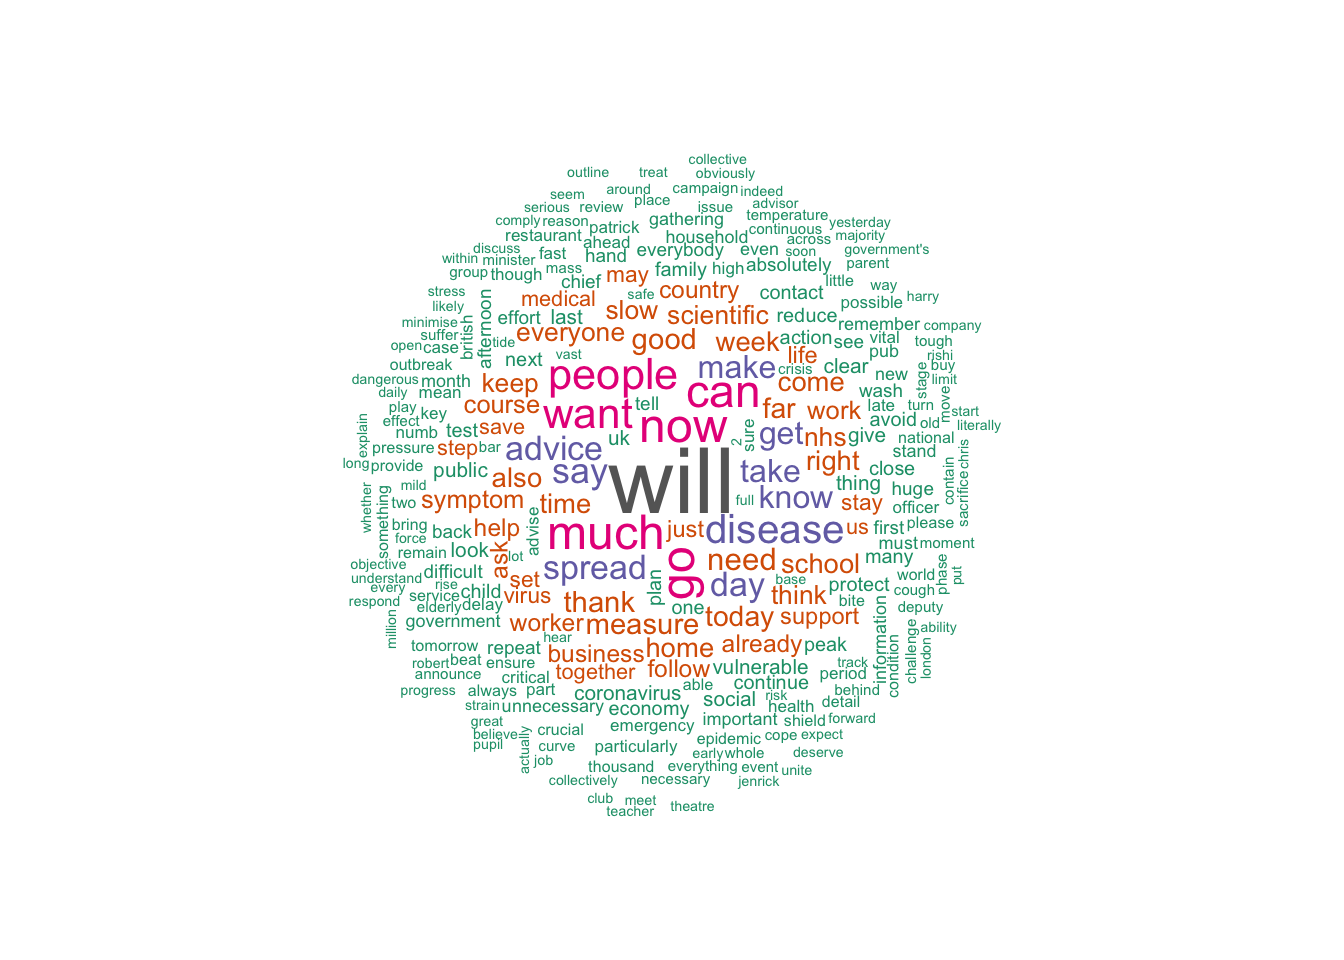 collective
outline treat obviously
seem around campaign indeed
serious review place issue advisor
comply reason patrick gathering temperature yesterday
restaurant ahead household continuous across majority
discuss fast hand everybody even soon government's
within minister chief may family high absolutely parent
group though mass safe country contact little way
stress medical slow scientific possible harry
likely effort last everyone good week reduce remember company
minimise suffer british afternoon tide action see vital tough
open case next vast life pub rishi
outbreak people make crisis clear new stage buy
dangerous month keep can come wash limit
daily mean course want tell far work late turn move start
play key save now avoid old literally
effect numb test bar uk 2 sure get nhs give national
explain pressure step advice right stand chris
long provide public also say will take thing close contain
mild symptom time full know stay huge sacrifice
whether two officer
something bring back help much just disease us first please
force remain look lot advise go need school must moment
objective difficult ask spread day many world phase put
understand every rise set plan base think protect cough
respond service child virus thank one bite deputy
elderly delay worker measure today support ability
million government hear already peak information condition challenge london
tomorrow repeat business home
robert beat ensure together follow vulnerable track period
announce critical able continue behind
progress always part coronavirus social risk health detail
strain unnecessary economy important shield forward
great crucial emergency epidemic cope expect
believe curve particularly early whole deserve
pupil actually job thousand everything event unite
collectively necessary jenrick
club meet theatre
teacher